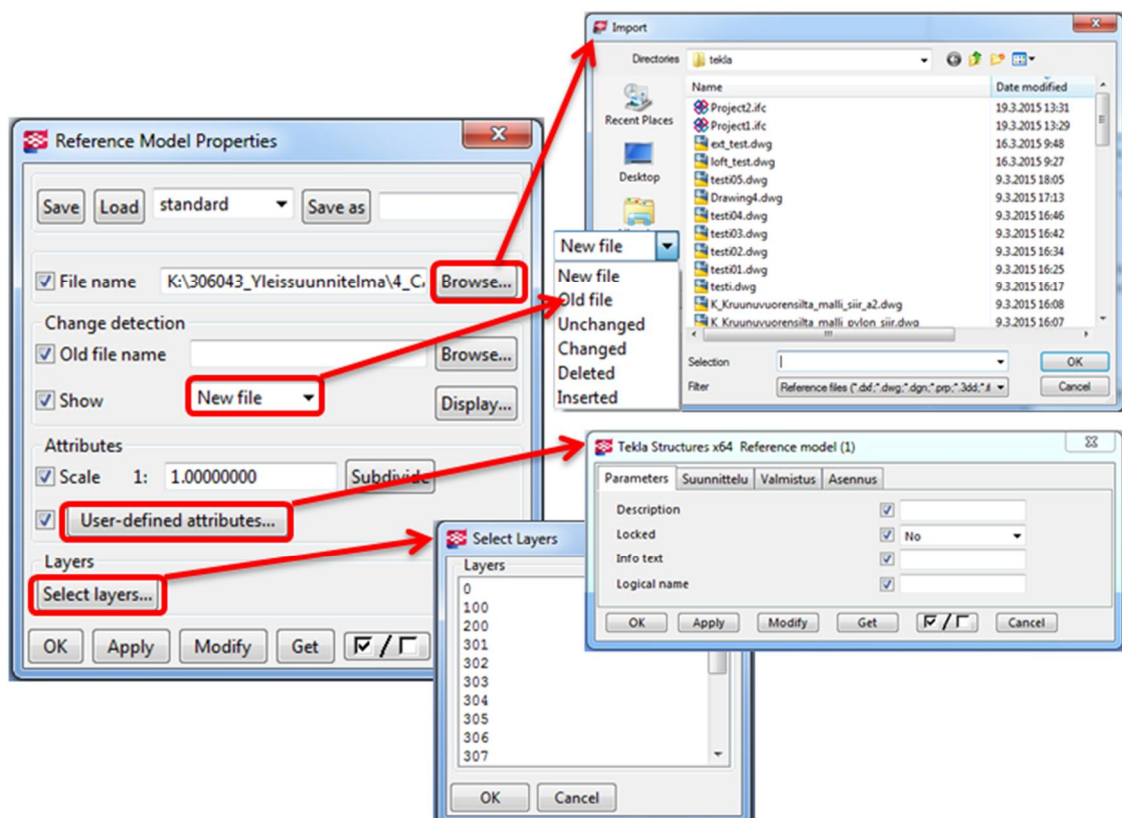 Reference Model Properties
Save Load standard Save as
File name K:\306043_Yleissuunnitelma\4_C Browse...
Change detection
Old file name Browse...
Show New file Display...
Attributes
Scale 1: 1.00000000 Subdivide
User-defined attributes...
Layers
Select layers...
OK Apply Modify Get
Import
Directories tekla
Name Date modified
Recent Places
Desktop
Project2.ifc 19.3.2015 13:31
Project1.ifc 19.3.2015 13:29
ext_test.dwg 16.3.2015 9:48
loft_test.dwg 16.3.2015 9:27
testi05.dwg 9.3.2015 18:05
Drawing4.dwg 9.3.2015 17:13
testi04.dwg 9.3.2015 16:46
testi03.dwg 9.3.2015 16:42
testi02.dwg 9.3.2015 16:34
testi01.dwg 9.3.2015 16:25
testi.dwg 9.3.2015 16:17
K_Kruunuvuorensilta_malli_siir_a2.dwg 9.3.2015 16:08
K_Kruunuvuorensilta_malli_pylon_siir.dwg 9.3.2015 16:07
Selection OK
Filter Reference files (*.dxf;*.dwg;*.dgn;*.prp;*.3dd;*.i Cancel
New file
New file
Old file
Unchanged
Changed
Deleted
Inserted
Tekla Structures x64 Reference model (1)
Parameters Suunnittelu Valmistus Asennus
Description
Locked No
Info text
Logical name
OK Apply Modify Get Cancel
Select Layers
Layers
0
100
200
301
302
303
304
305
306
307
OK Cancel